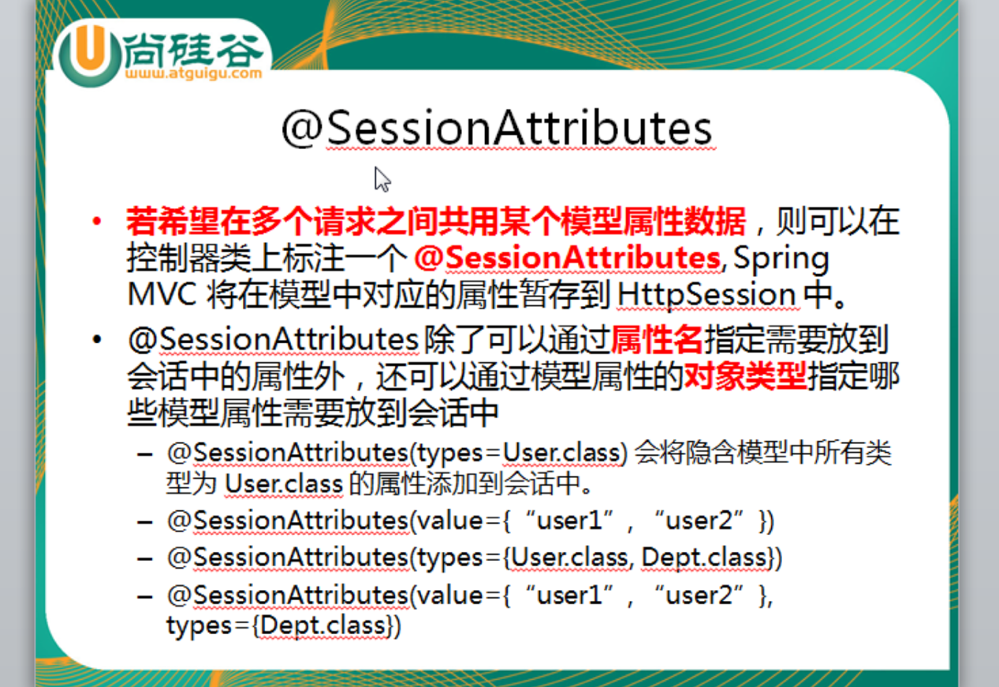 尚硅谷
www.atguigu.com
@SessionAttributes
• 若希望在多个请求之间共用某个模型属性数据，则可以在
控制器类上标注一个 @SessionAttributes, Spring
MVC 将在模型中对应的属性暂存到 HttpSession 中。
• @SessionAttributes 除了可以通过属性名指定需要放到
会话中的属性外，还可以通过模型属性的对象类型指定哪
些模型属性需要放到会话中
– @SessionAttributes(types=User.class) 会将隐含模型中所有类
型为 User.class 的属性添加到会话中。
– @SessionAttributes(value={“user1”, “user2”})
– @SessionAttributes(types={User.class, Dept.class})
– @SessionAttributes(value={“user1”, “user2”},
types={Dept.class})